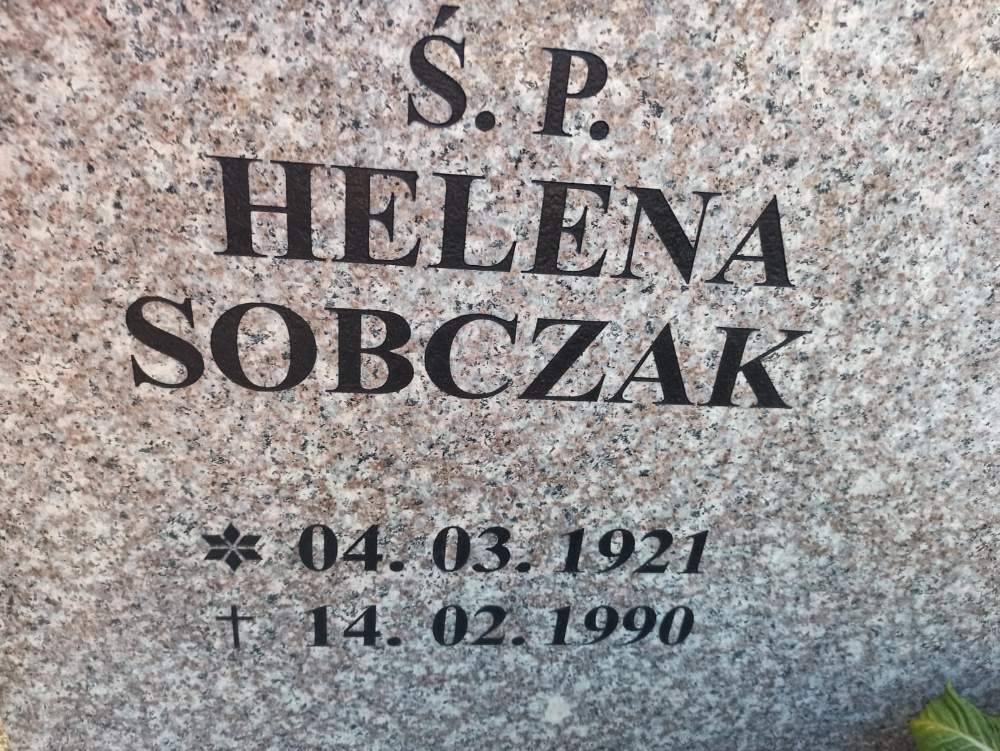 Ś. P.
HELENA
SOBCZAK
* 04. 03. 1921
† 14. 02. 1990